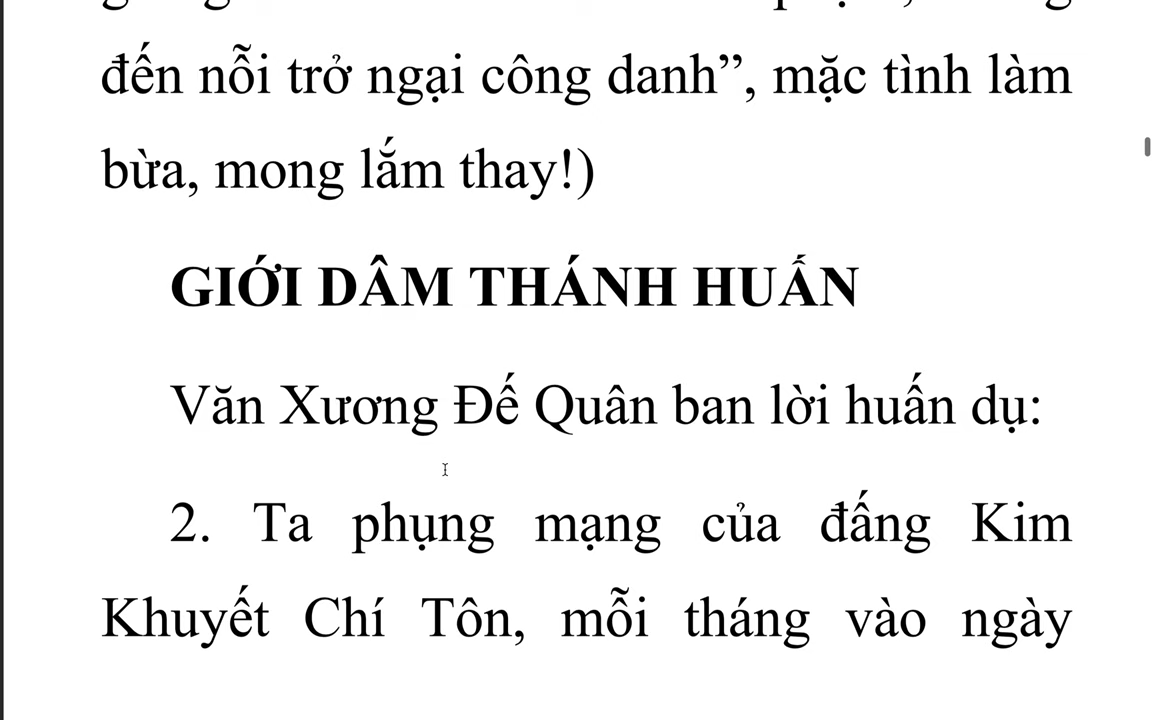 đến nỗi trở ngại công danh”, mặc tình làm
bừa, mong lắm thay!)
GIỚI DÂM THÁNH HUẤN
Văn Xương Đế Quân ban lời huấn dụ:
2. Ta phụng mạng của đấng Kim
Khuyết Chí Tôn, mỗi tháng vào ngày